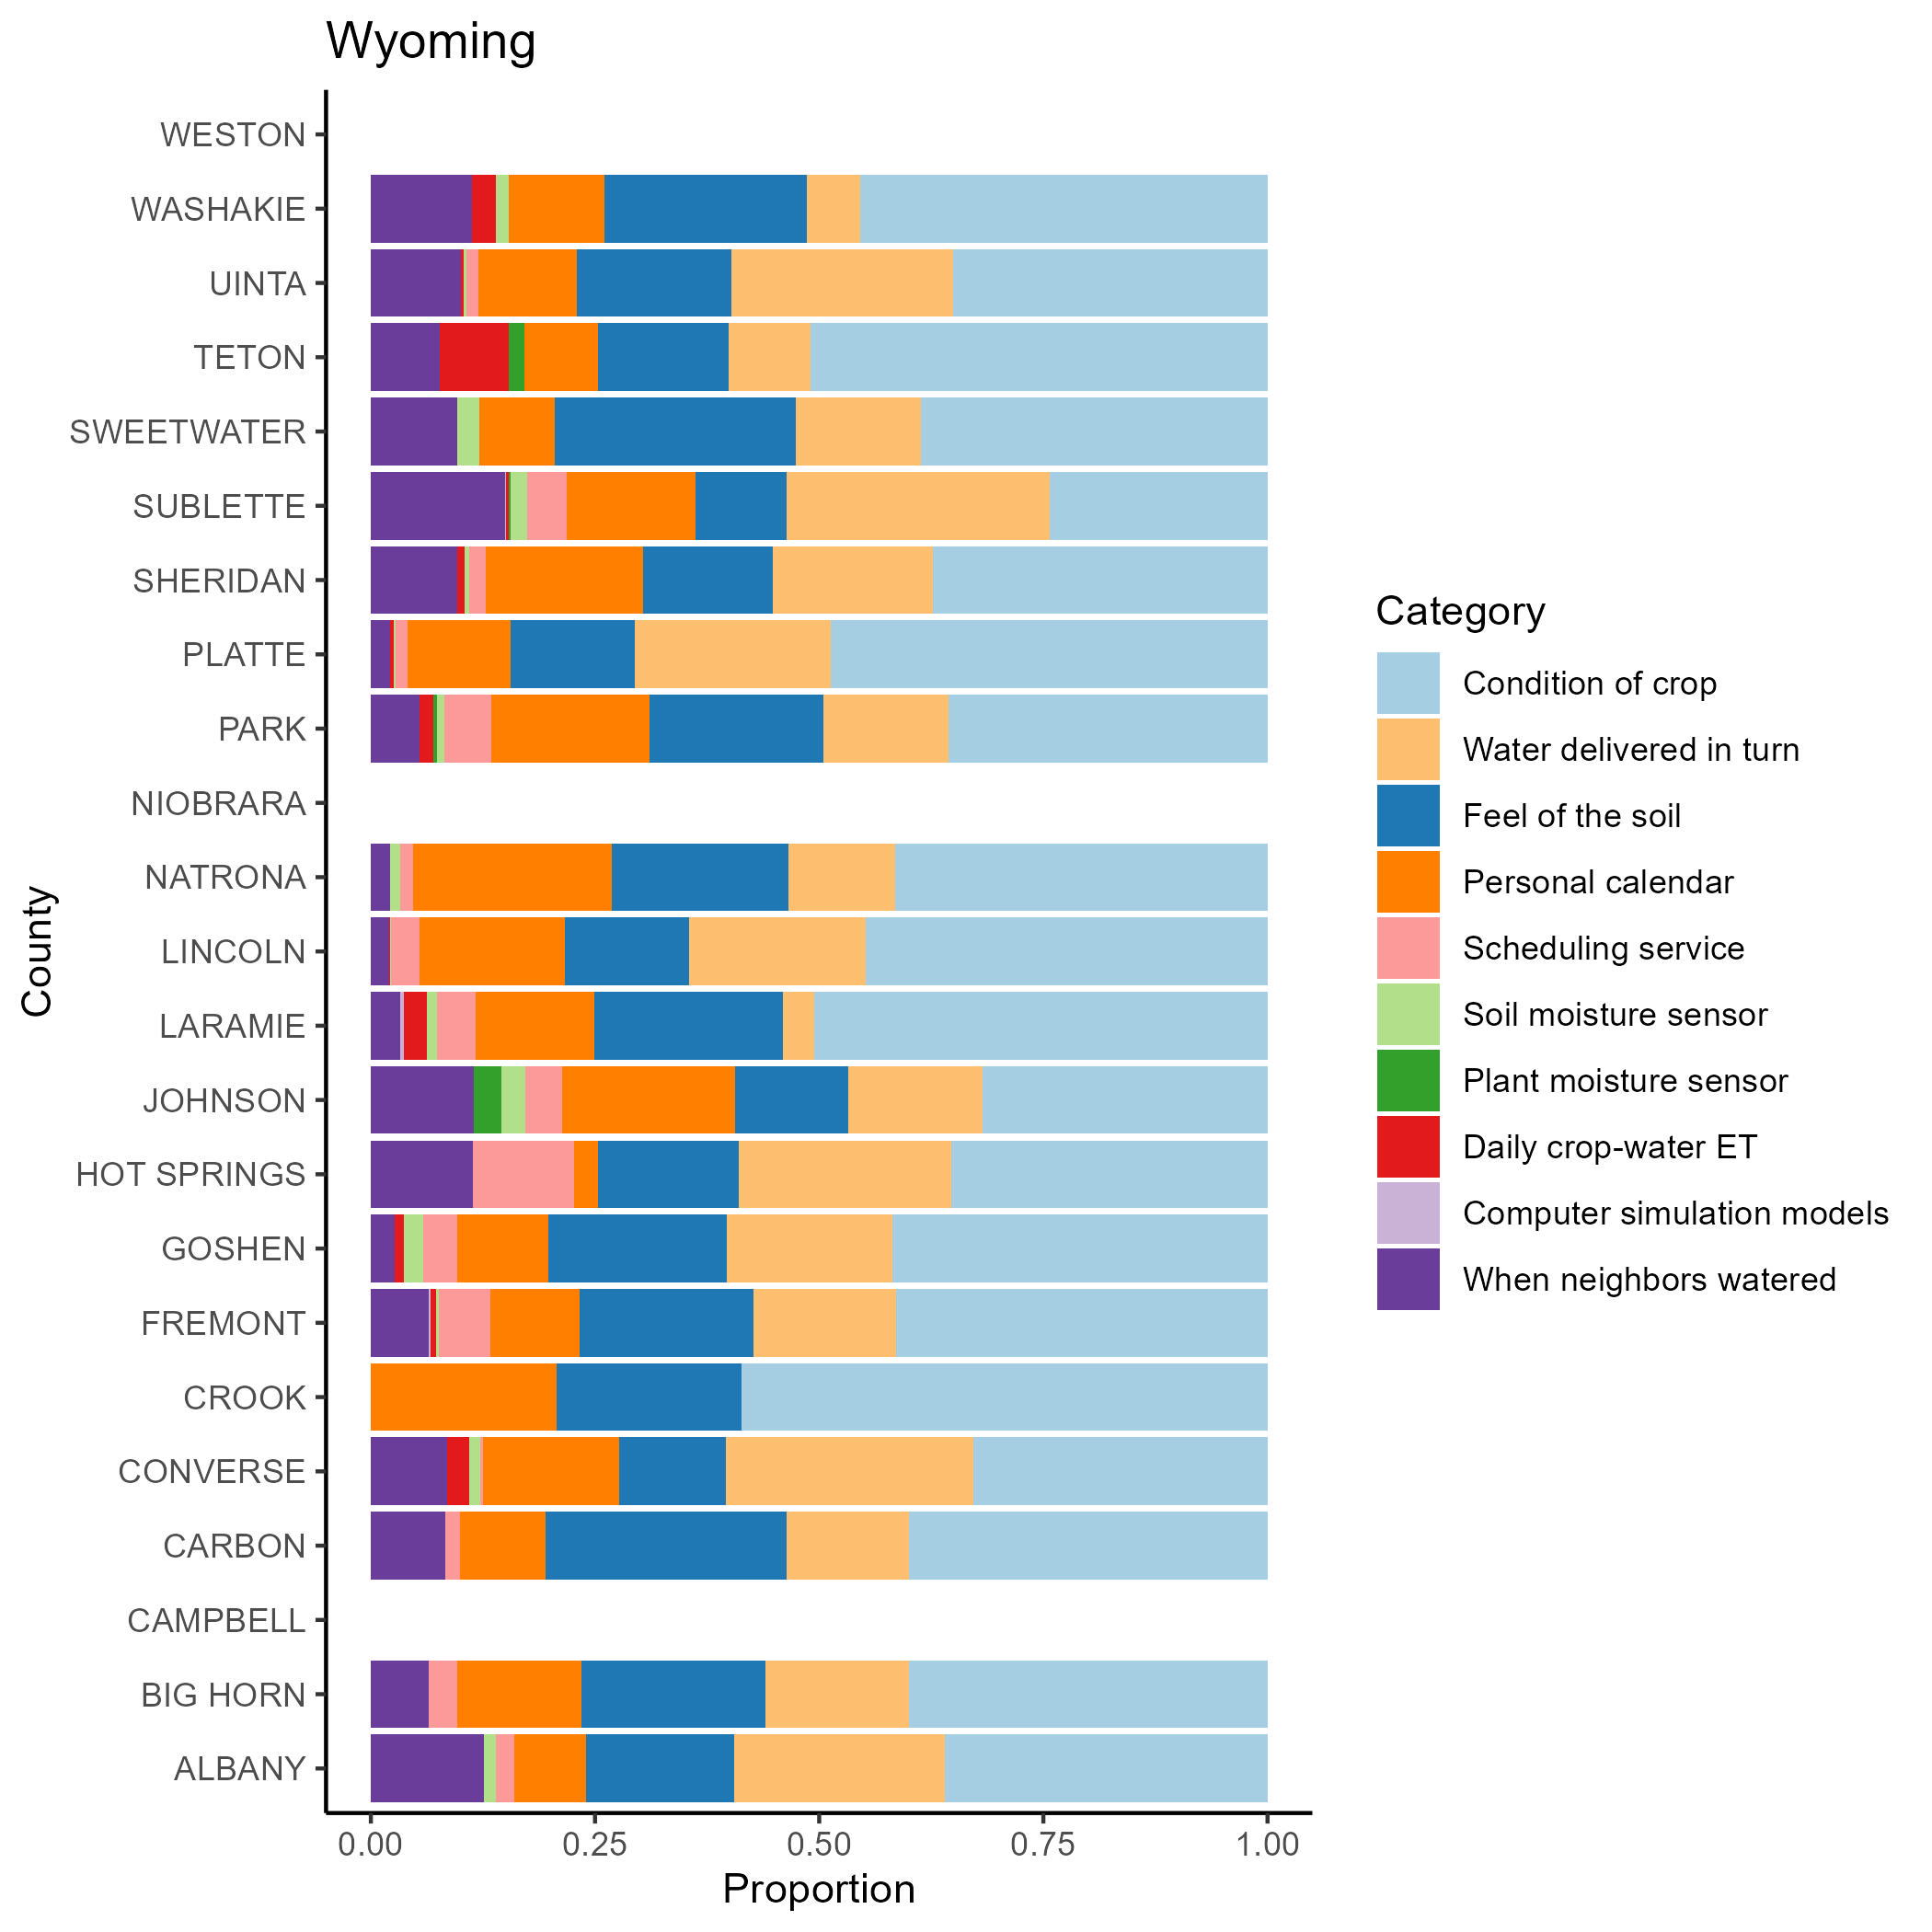 Wyoming
WESTON
WASHAKIE
UINTA
TETON
SWEETWATER
SUBLETTE
SHERIDAN
PLATTE
PARK
NIOBRARA
NATRONA
LINCOLN
LARAMIE
JOHNSON
HOT SPRINGS
GOSHEN
FREMONT
CROOK
CONVERSE
CARBON
CAMPBELL
BIG HORN
ALBANY
County
0.00 0.25 0.50 0.75 1.00
Proportion
Category
Condition of crop
Water delivered in turn
Feel of the soil
Personal calendar
Scheduling service
Soil moisture sensor
Plant moisture sensor
Daily crop-water ET
Computer simulation models
When neighbors watered